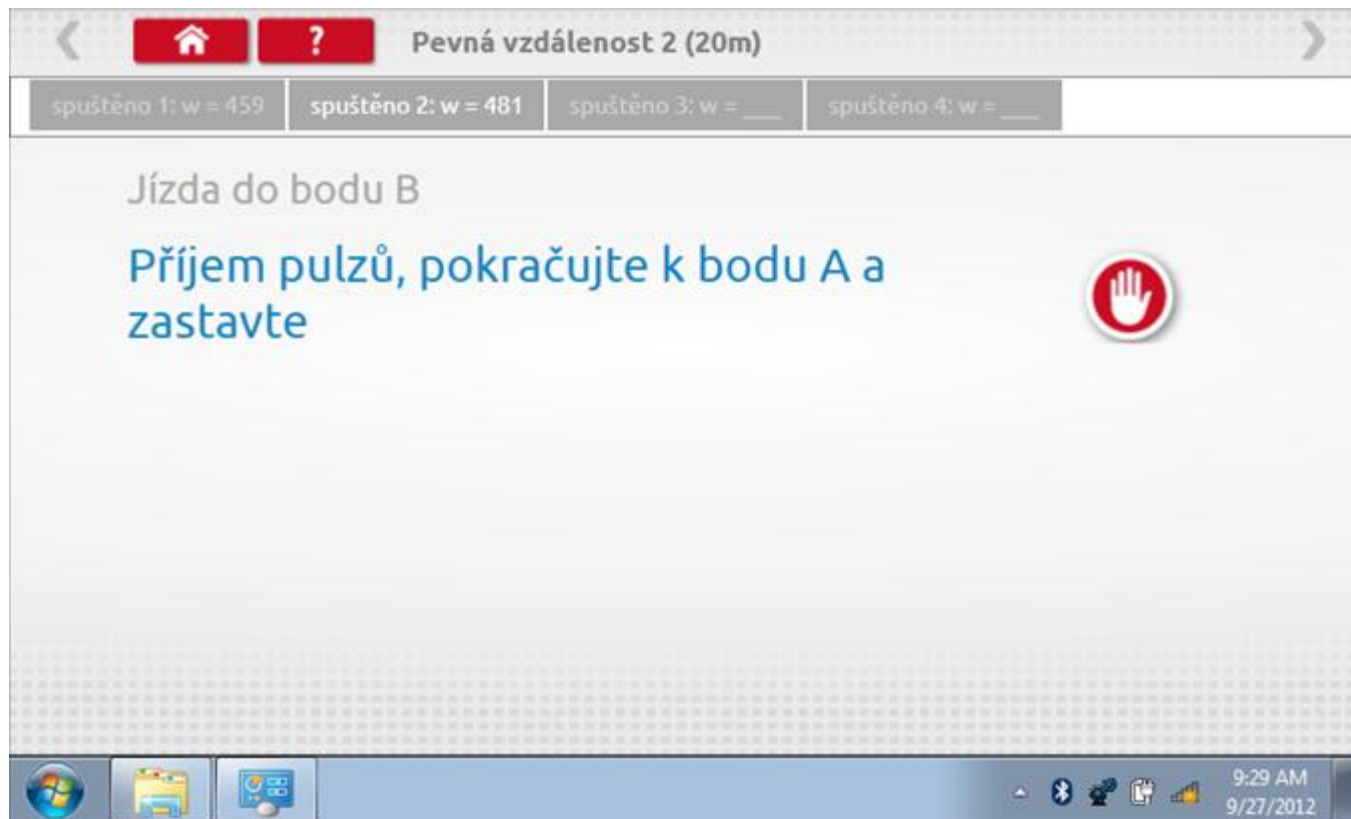 ? Pevná vzdálenost 2 (20m)
spuštěno 1: w = 459 spuštěno 2: w = 481 spuštěno 3: w = ___ spuštěno 4: w = ___
Jízda do bodu B
Příjem pulzů, pokračujte k bodu A a
zastavte
9:29 AM
9/27/2012